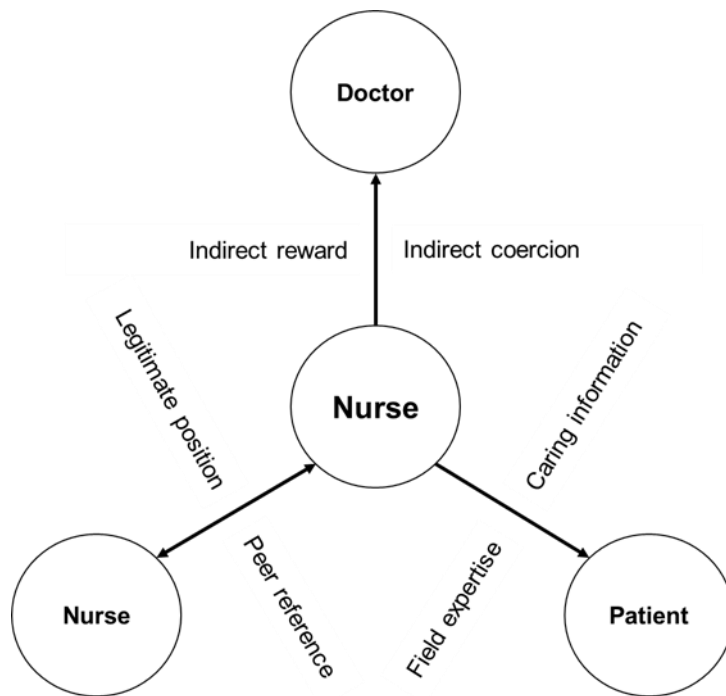 Doctor
Indirect reward
Indirect coercion
Legitimate position
Caring information
Nurse
Peer reference
Field expertise
Nurse
Patient